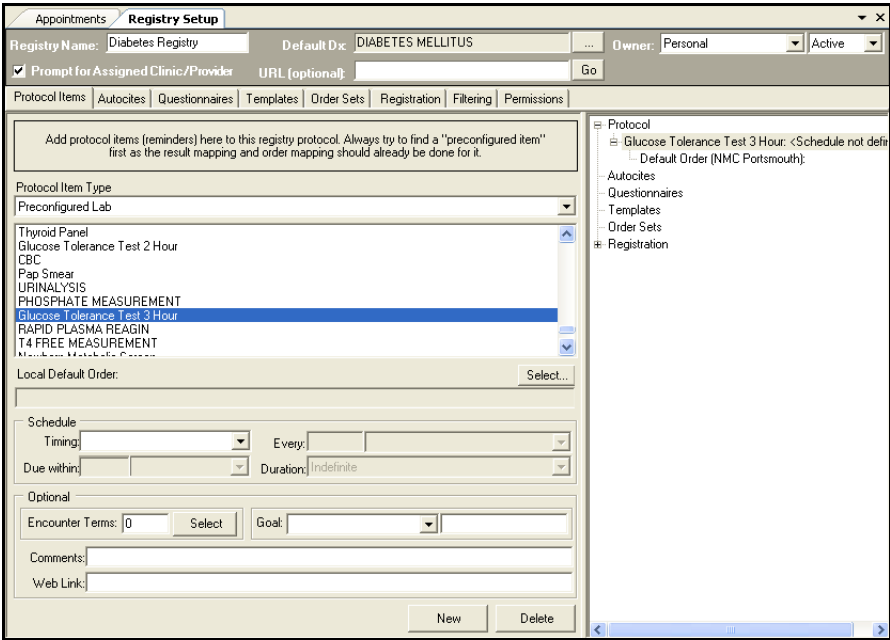 Appointments Registry Setup
Registry Name: Diabetes Registry Default Dx: DIABETES MELLITUS ... Owner: Personal Active
Prompt for Assigned Clinic/Provider URL (optional): Go
Protocol Items Autocites Questionnaires Templates Order Sets Registration Filtering Permissions
Add protocol items (reminders) here to this registry protocol. Always try to find a "preconfigured item"
first as the result mapping and order mapping should already be done for it.
Protocol Item Type
Preconfigured Lab
Thyroid Panel
Glucose Tolerance Test 2 Hour
CBC
Pap Smear
URINALYSIS
PHOSPHATE MEASUREMENT
Glucose Tolerance Test 3 Hour
RAPID PLASMA REAGIN
T4 FREE MEASUREMENT
Newborn Metabolic Screen
Local Default Order: Select...
Schedule
Timing: Every:
Due within: Duration: Indefinite
Optional
Encounter Terms: 0 Select Goal:
Comments:
Web Link:
New Delete
Protocol
Glucose Tolerance Test 3 Hour: <Schedule not defin
Default Order (NMC Portsmouth):
Autocites
Questionnaires
Templates
Order Sets
Registration